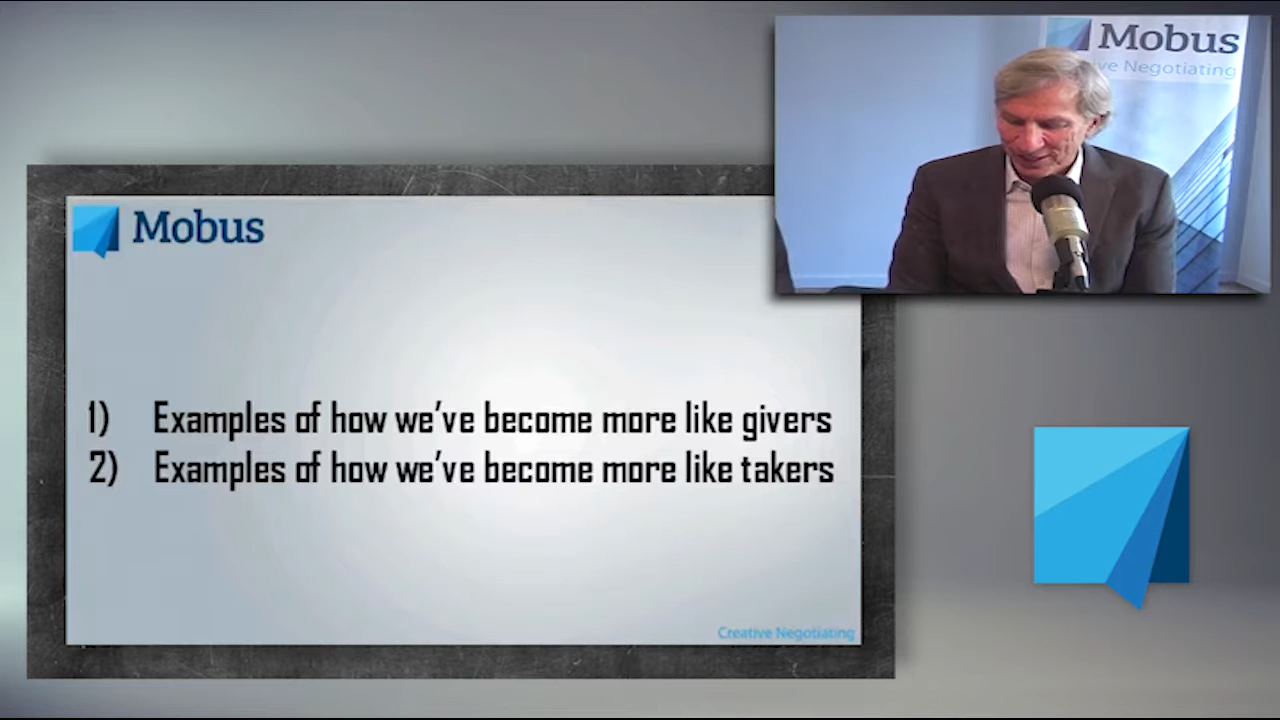 Mobus
ve Negotiating
Mobus
1) Examples of how we've become more like givers
2) Examples of how we've become more like takers
Creative Negotiating